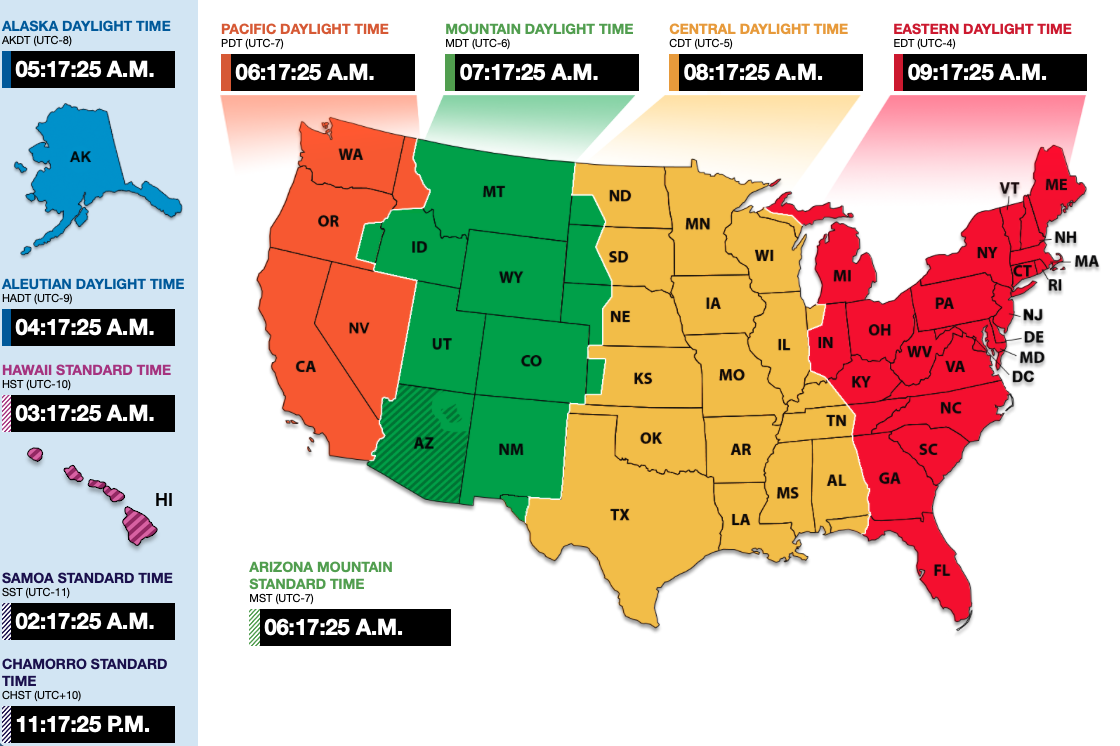 ALASKA DAYLIGHT TIME
AKDT (UTC-8)
05:17:25 A.M.
AK
ALEUTIAN DAYLIGHT TIME
HADT (UTC-9)
04:17:25 A.M.
HAWAII STANDARD TIME
HST (UTC-10)
03:17:25 A.M.
HI
SAMOA STANDARD TIME
SST (UTC-11)
02:17:25 A.M.
CHAMORRO STANDARD
TIME
CHST (UTC+10)
11:17:25 P.M.
PACIFIC DAYLIGHT TIME
PDT (UTC-7)
06:17:25 A.M.
MOUNTAIN DAYLIGHT TIME
MDT (UTC-6)
07:17:25 A.M.
CENTRAL DAYLIGHT TIME
CDT (UTC-5)
08:17:25 A.M.
EASTERN DAYLIGHT TIME
EDT (UTC-4)
09:17:25 A.M.
WA
OR
CA
NV
MT
ID
WY
UT
CO
AZ
NM
ND
SD
NE
KS
OK
TX
MN
IA
MO
AR
LA
WI
IL
MS
AL
TN
MI
IN
OH
KY
WV
VA
NC
SC
GA
FL
PA
NY
VT
ME
NH
MA
CT
RI
NJ
DE
MD
DC
ARIZONA MOUNTAIN
STANDARD TIME
MST (UTC-7)
06:17:25 A.M.